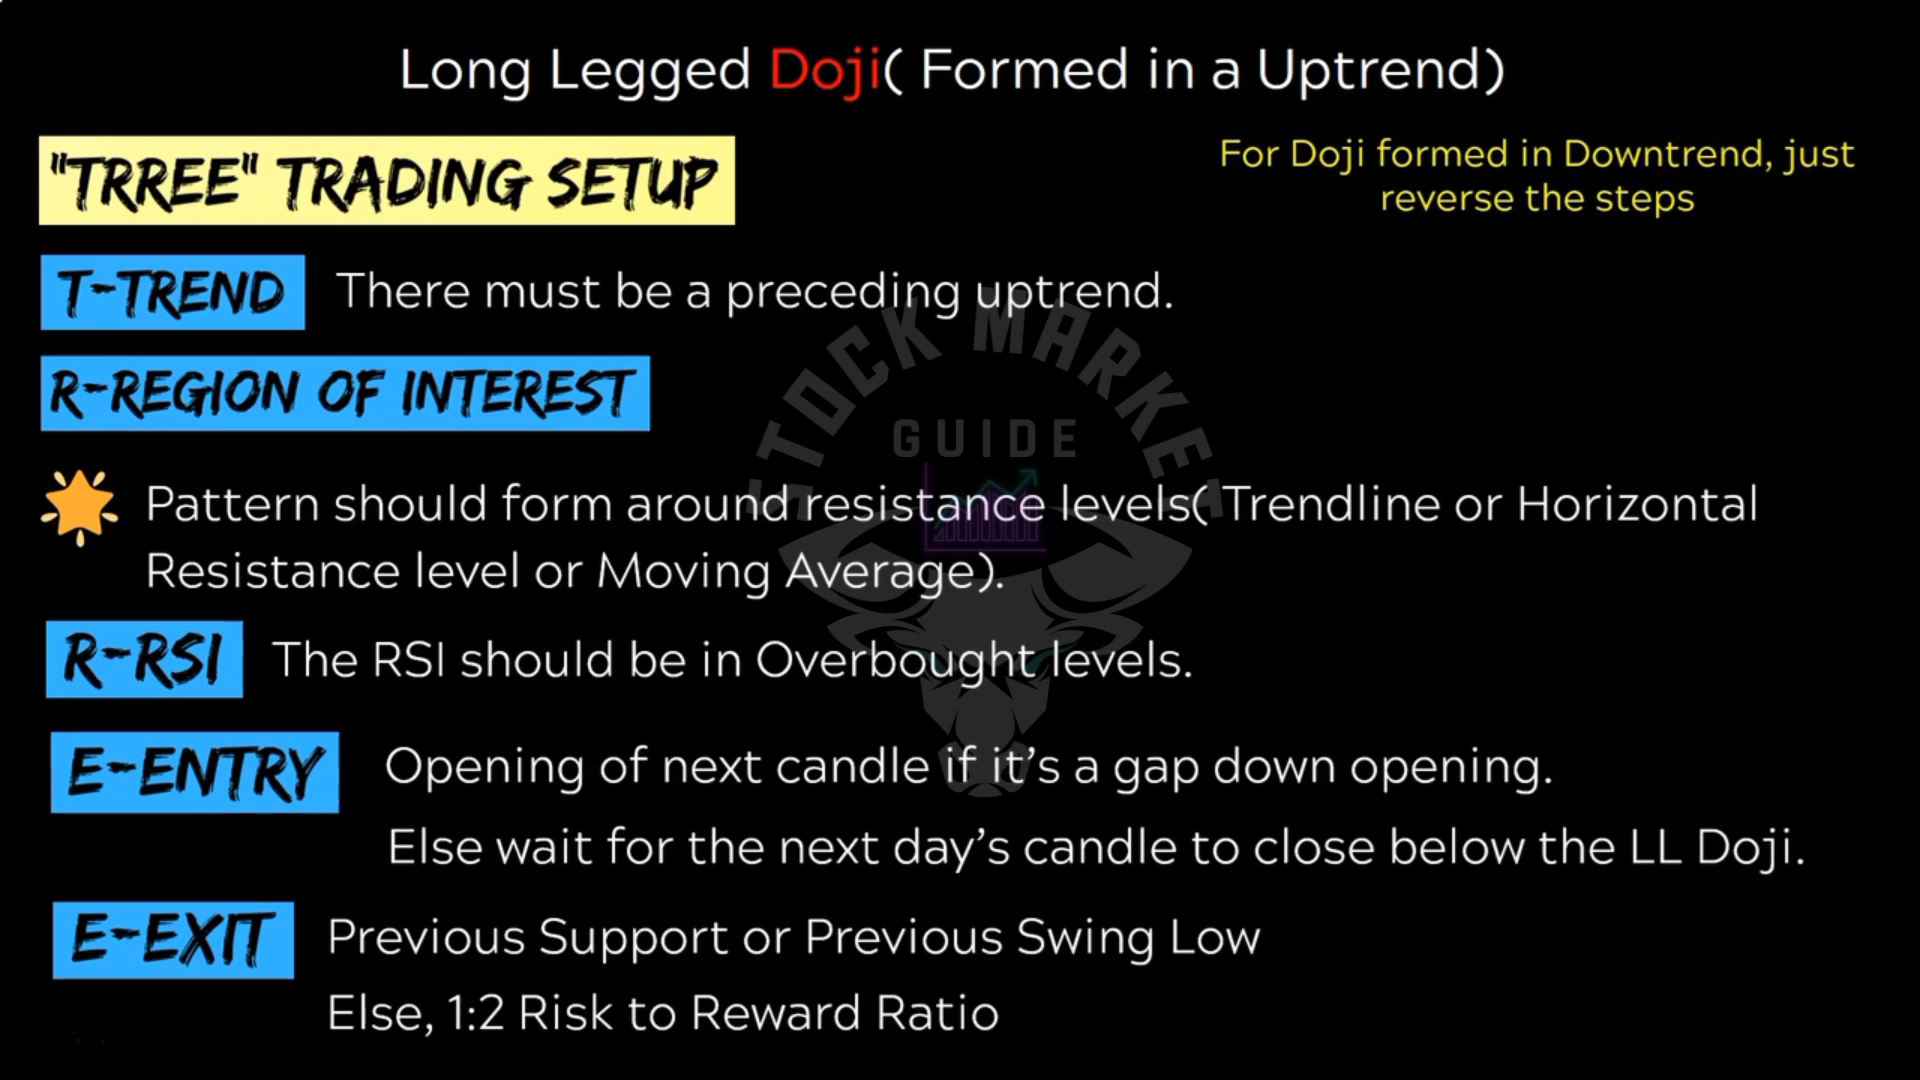 Long Legged Doji( Formed in a Uptrend)
"TRREE" TRADING SETUP
For Doji formed in Downtrend, just
reverse the steps
T-TREND There must be a preceding uptrend.
R-REGION OF INTEREST
Pattern should form around resistance levels( Trendline or Horizontal
Resistance level or Moving Average).
R-RSI The RSI should be in Overbought levels.
E-ENTRY Opening of next candle if it's a gap down opening.
Else wait for the next day's candle to close below the LL Doji.
E-EXIT Previous Support or Previous Swing Low
Else, 1:2 Risk to Reward Ratio
STOCK MARKET
GUIDE